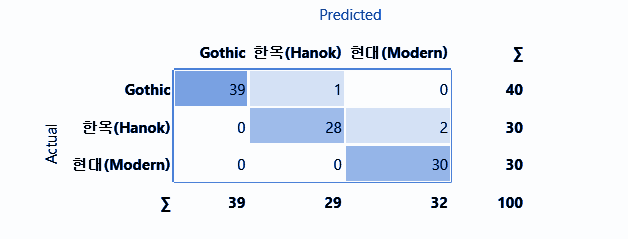 Predicted
Gothic 한옥(Hanok) 현대(Modern) ∑
Gothic 39 1 0 40
Actual
한옥(Hanok) 0 28 2 30
현대(Modern) 0 0 30 30
∑ 39 29 32 100